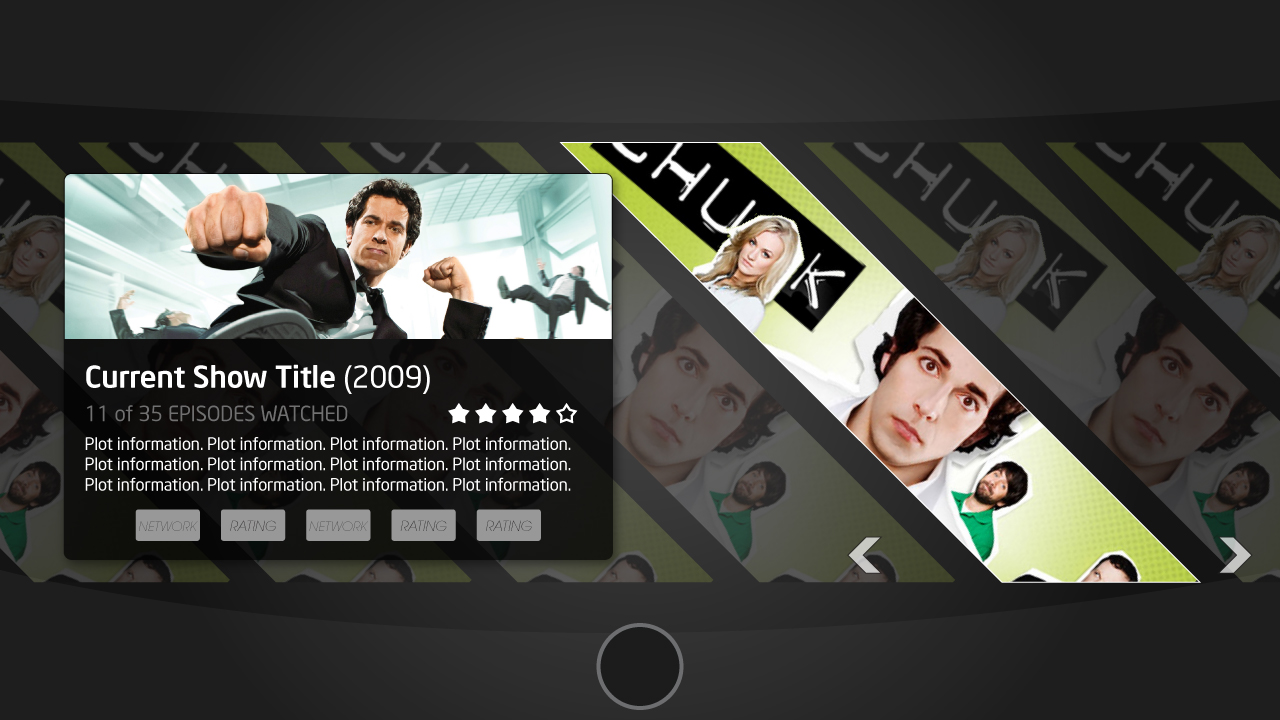 CHUCK
Current Show Title (2009)
11 of 35 EPISODES WATCHED
Plot information. Plot information. Plot information. Plot information.
Plot information. Plot information. Plot information. Plot information.
Plot information. Plot information. Plot information. Plot information.
NETWORK RATING NETWORK RATING RATING